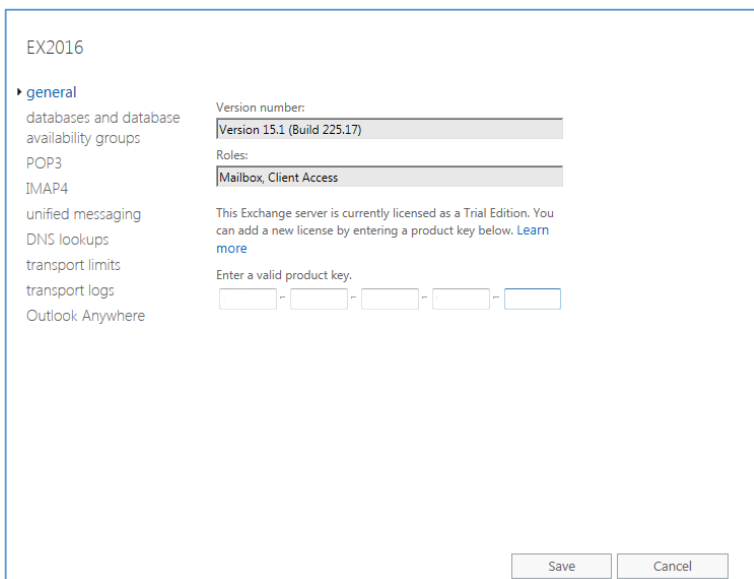 EX2016
general
databases and database
availability groups
POP3
IMAP4
unified messaging
DNS lookups
transport limits
transport logs
Outlook Anywhere
Version number:
Version 15.1 (Build 225.17)
Roles:
Mailbox, Client Access
This Exchange server is currently licensed as a Trial Edition. You
can add a new license by entering a product key below. Learn
more
Enter a valid product key.
Save
Cancel